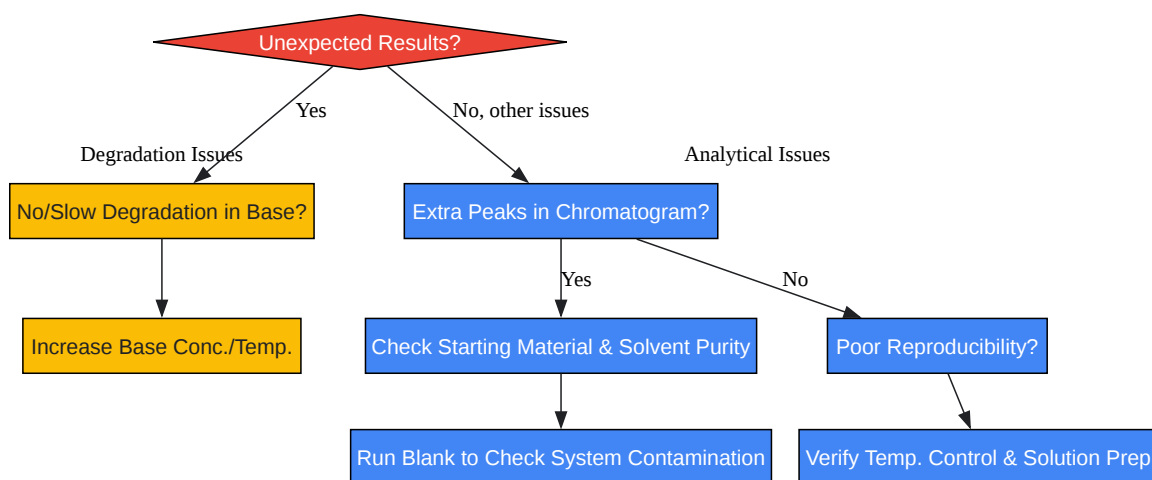 Unexpected Results?
Yes
No, other issues
Degradation Issues
Analytical Issues
No/Slow Degradation in Base?
Extra Peaks in Chromatogram?
Yes
No
Increase Base Conc./Temp.
Check Starting Material & Solvent Purity
Poor Reproducibility?
Run Blank to Check System Contamination
Verify Temp. Control & Solution Prep